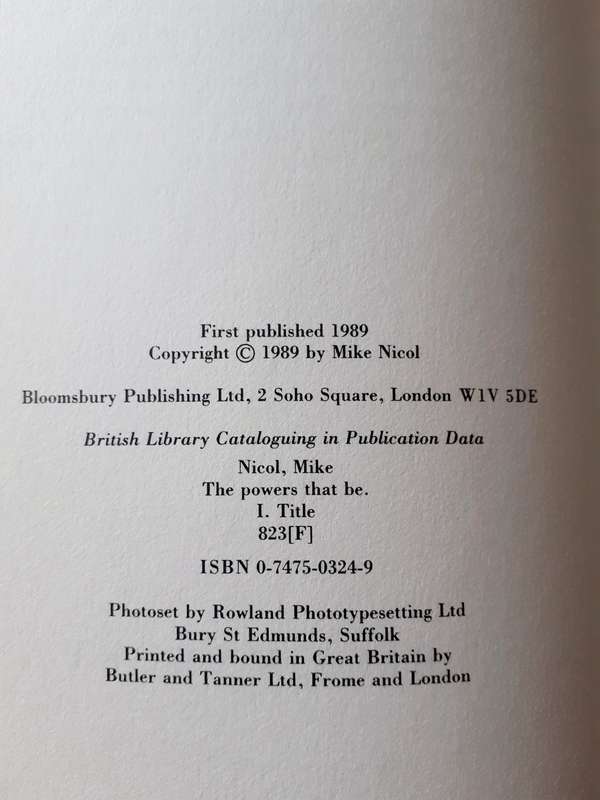 First published 1989
Copyright © 1989 by Mike Nicol
Bloomsbury Publishing Ltd, 2 Soho Square, London W1V 5DE
British Library Cataloguing in Publication Data
Nicol, Mike
The powers that be.
I. Title
823[F]
ISBN 0-7475-0324-9
Photoset by Rowland Phototypesetting Ltd
Bury St Edmunds, Suffolk
Printed and bound in Great Britain by
Butler and Tanner Ltd, Frome and London